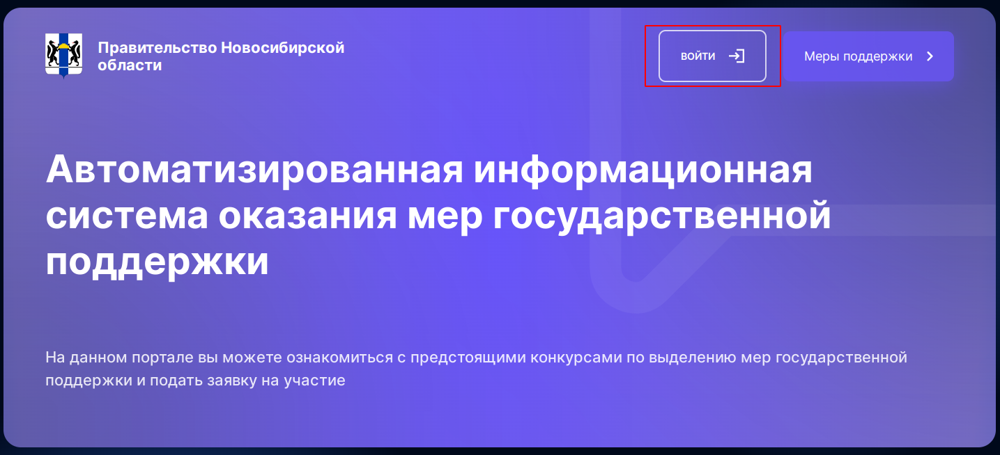 Правительство Новосибирской
области
войти
Меры поддержки
Автоматизированная информационная
система оказания мер государственной
поддержки
На данном портале вы можете ознакомиться с предстоящими конкурсами по выделению мер государственной
поддержки и подать заявку на участие